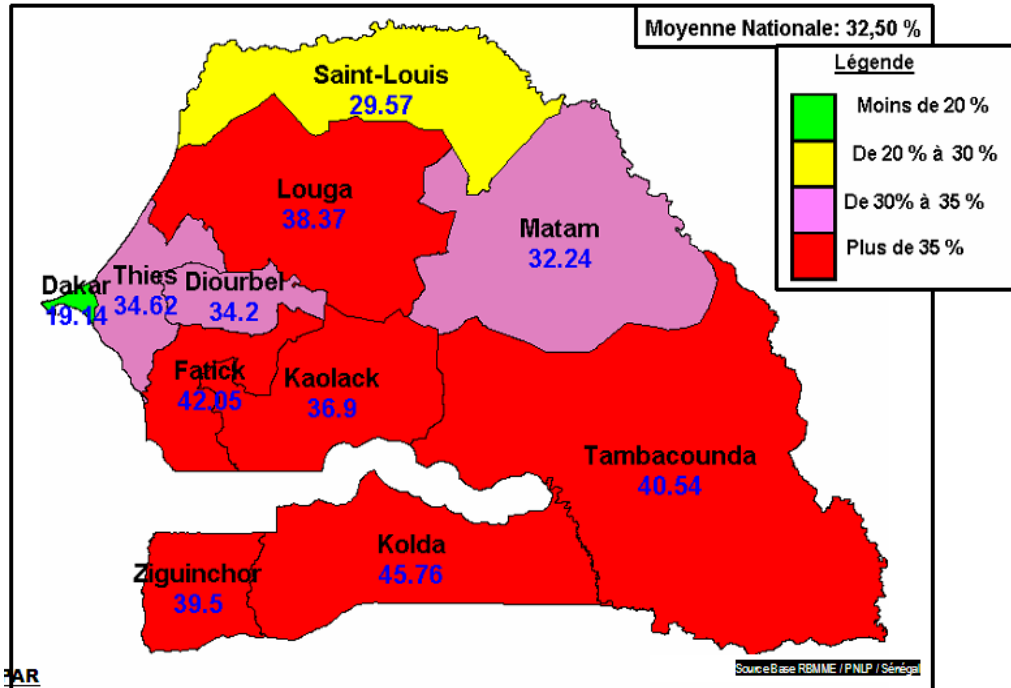 Moyenne Nationale: 32,50 %
Légende
Moins de 20 %
De 20 % à 30 %
De 30% à 35 %
Plus de 35 %
Saint-Louis
29.57
Louga
38.37
Matam
32.24
Dakar
19.14
Thies
34.62
Diourbel
34.2
Fatick
42.05
Kaolack
36.9
Tambacounda
40.54
Kolda
45.76
Ziguinchor
39.5
Source Base RBMME / PNLP / Sénégal
PAR